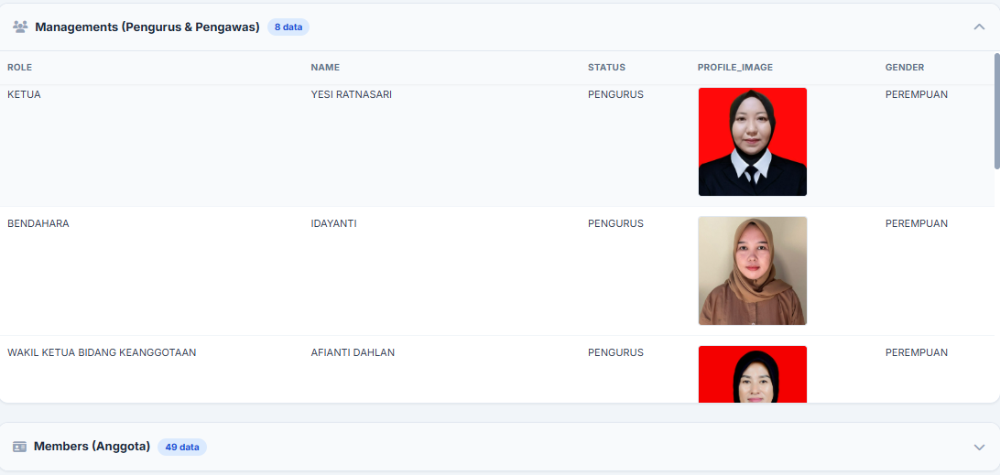 Managements (Pengurus & Pengawas) 8 data
ROLE NAME STATUS PROFILE_IMAGE GENDER
KETUA YESI RATNASARI PENGURUS PEREMPUAN
BENDAHARA IDAYANTI PENGURUS PEREMPUAN
WAKIL KETUA BIDANG KEANGGOTAAN AFIANTI DAHLAN PENGURUS PEREMPUAN
Members (Anggota) 49 data